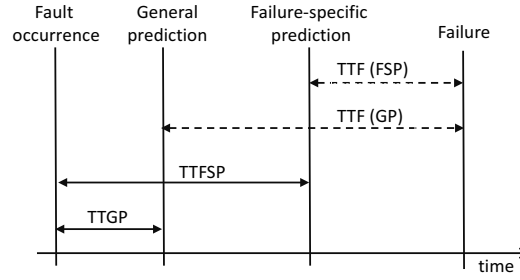 Fault
occurrence
General
prediction
Failure-specific
prediction
Failure
TTF (FSP)
TTF (GP)
TTFSP
TTGP
time